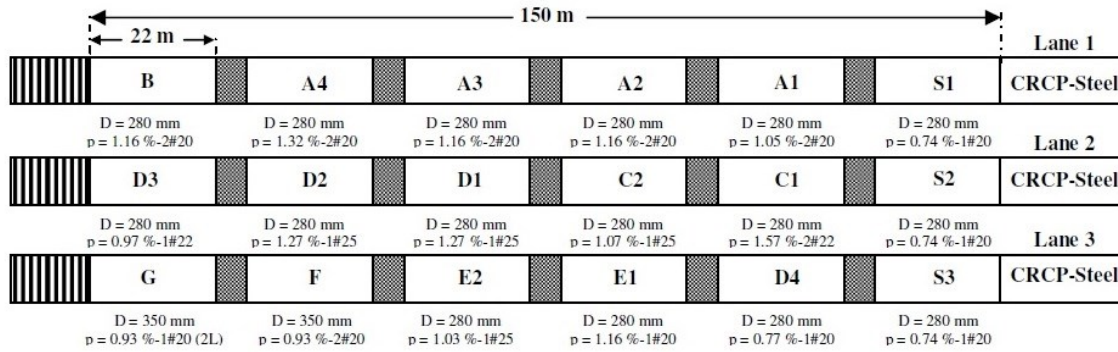 150 m
22 m
Lane 1
B A4 A3 A2 A1 S1 CRCP-Steel
D = 280 mm D = 280 mm D = 280 mm D = 280 mm D = 280 mm D = 280 mm
p = 1.16 %-2#20 p = 1.32 %-2#20 p = 1.16 %-2#20 p = 1.16 %-2#20 p = 1.05 %-2#20 p = 0.74 %-1#20
Lane 2
D3 D2 D1 C2 C1 S2 CRCP-Steel
D = 280 mm D = 280 mm D = 280 mm D = 280 mm D = 280 mm D = 280 mm
p = 0.97 %-1#22 p = 1.27 %-1#25 p = 1.27 %-1#25 p = 1.07 %-1#25 p = 1.57 %-2#22 p = 0.74 %-1#20
Lane 3
G F E2 E1 D4 S3 CRCP-Steel
D = 350 mm D = 350 mm D = 280 mm D = 280 mm D = 280 mm D = 280 mm
p = 0.93 %-1#20 (2L) p = 0.93 %-2#20 p = 1.03 %-1#25 p = 1.16 %-1#20 p = 0.77 %-1#20 p = 0.74 %-1#20